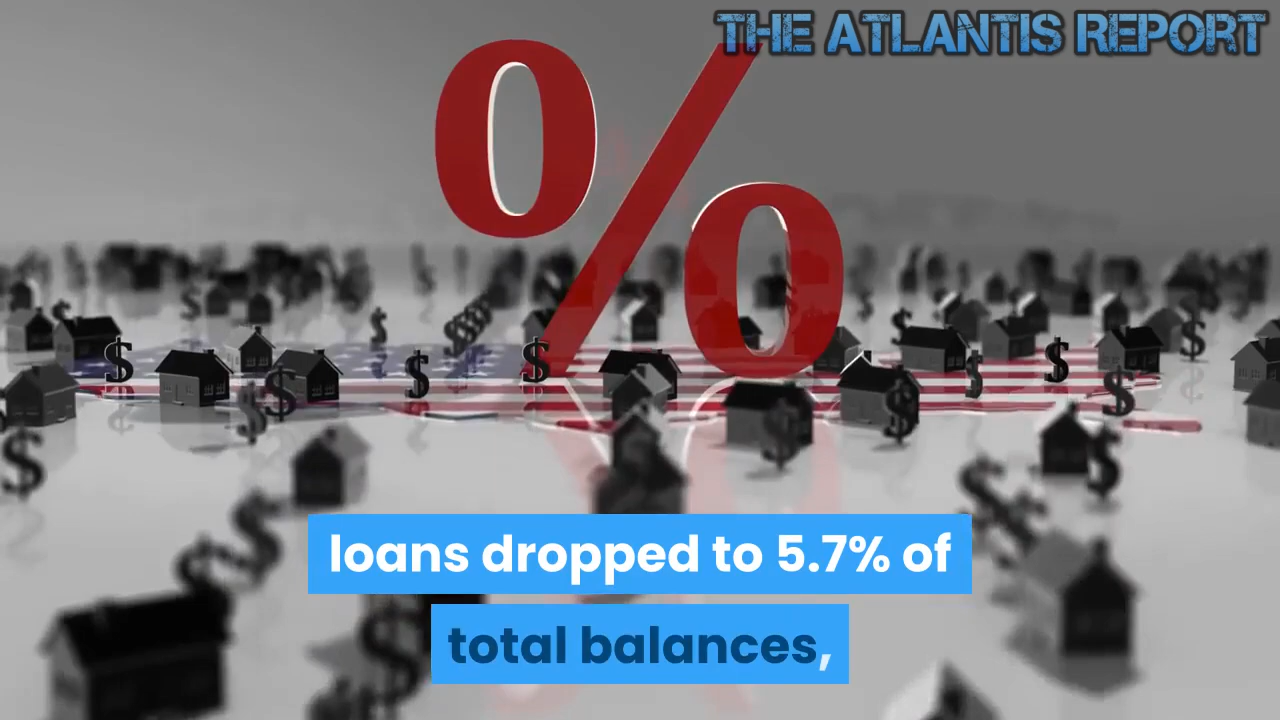 THE ATLANTIS REPORT
%
loans dropped to 5.7% of
total balances,